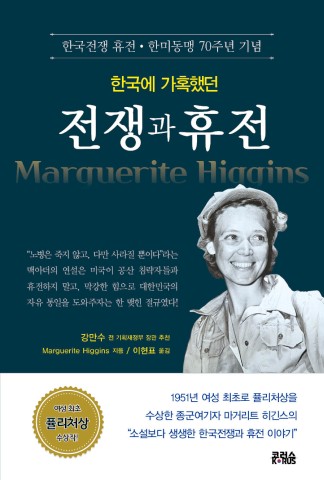 한국전쟁 휴전 • 한미동맹 70주년 기념
한국에 가혹했던
전쟁과 휴전
Marguerite Higgins
“노병은 죽지 않고, 다만 사라질 뿐이다”라는
맥아더의 연설은 미국이 공산 침략자들과
휴전하지 말고, 막강한 힘으로 대한민국의
자유 통일을 도와주자는 한 맺힌 절규였다!
강만수 전 기획재정부 장관 추천
Marguerite Higgins 지음 / 이현표 옮김
여성 최초
퓰리처상
수상작!
1951년 여성 최초로 퓰리처상을
수상한 종군여기자 마거리트 히긴스의
“소설보다 생생한 한국전쟁과 휴전 이야기”
코러스
KORUS